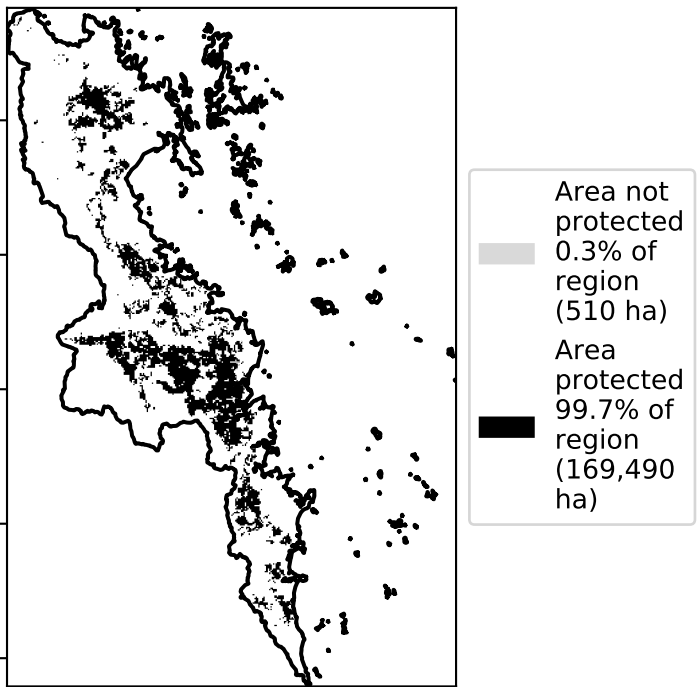 Area not
protected
0.3% of
region
(510 ha)
Area
protected
99.7% of
region
(169,490
ha)